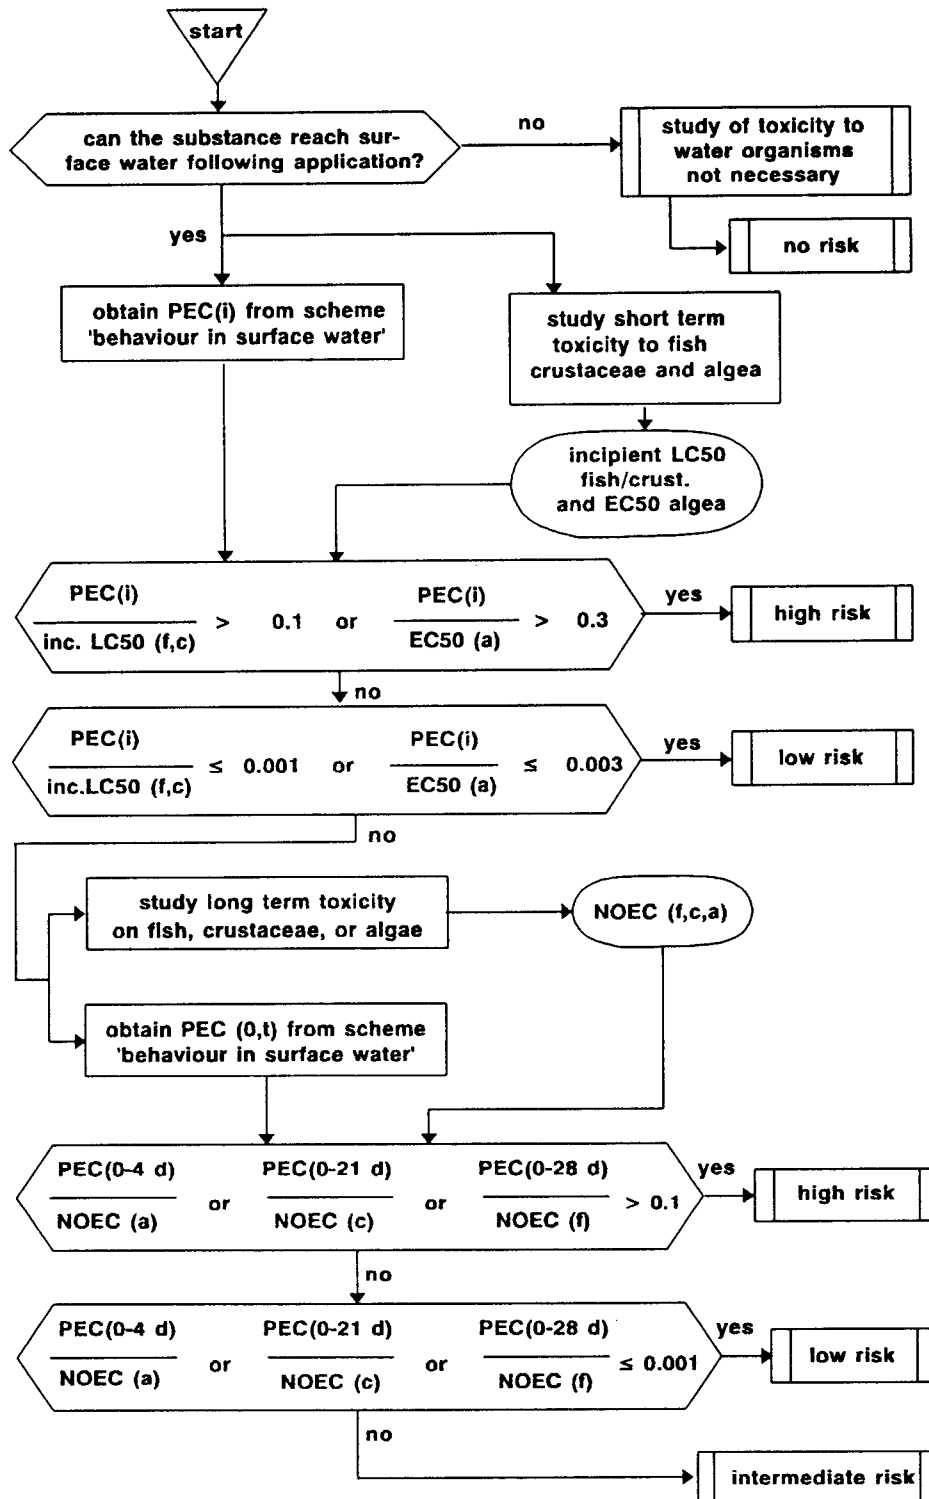 start
can the substance reach sur-
face water following application?
no
study of toxicity to
water organisms
not necessary
no risk
yes
obtain PEC(i) from scheme
'behaviour in surface water'
study short term
toxicity to fish
crustaceae and algea
incipient LC50
fish/crust.
and EC50 algea
PEC(i)
inc. LC50 (f,c)
> 0.1 or
PEC(i)
EC50 (a)
> 0.3
yes
high risk
no
PEC(i)
inc.LC50 (f,c)
≤ 0.001 or
PEC(i)
EC50 (a)
≤ 0.003
yes
low risk
no
study long term toxicity
on fish, crustaceae, or algae
NOEC (f,c,a)
obtain PEC (0,t) from scheme
'behaviour in surface water'
PEC(0-4 d)
NOEC (a)
or
PEC(0-21 d)
NOEC (c)
or
PEC(0-28 d)
NOEC (f)
> 0.1
yes
high risk
no
PEC(0-4 d)
NOEC (a)
or
PEC(0-21 d)
NOEC (c)
or
PEC(0-28 d)
NOEC (f)
≤ 0.001
yes
low risk
no
intermediate risk